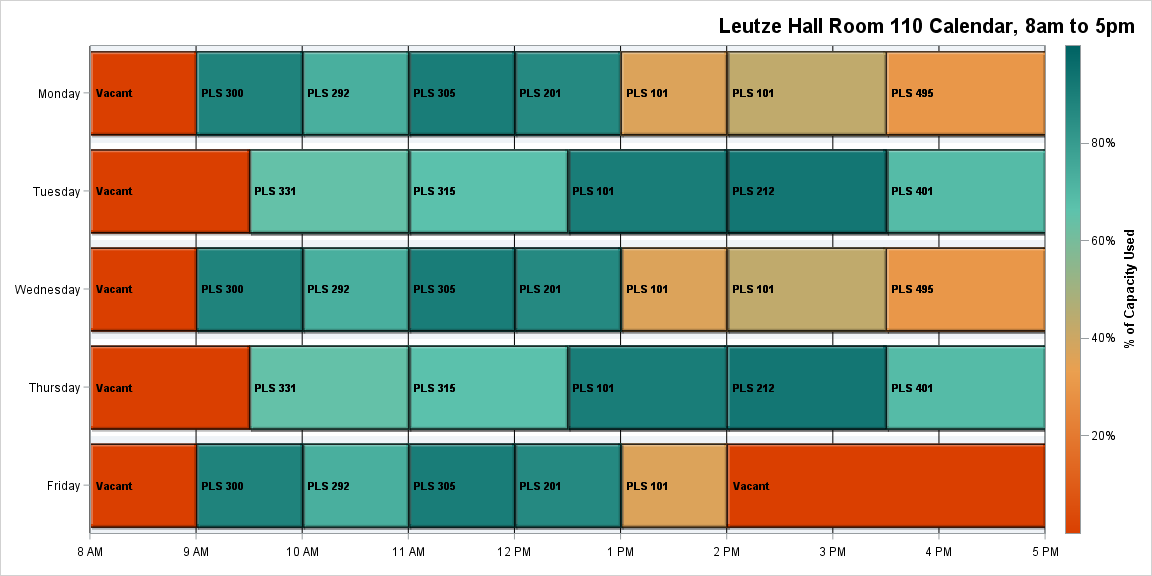 Leutze Hall Room 110 Calendar, 8am to 5pm
Monday
Vacant
PLS 300
PLS 292
PLS 305
PLS 201
PLS 101
PLS 101
PLS 495
Tuesday
Vacant
PLS 331
PLS 315
PLS 101
PLS 212
PLS 401
Wednesday
Vacant
PLS 300
PLS 292
PLS 305
PLS 201
PLS 101
PLS 101
PLS 495
Thursday
Vacant
PLS 331
PLS 315
PLS 101
PLS 212
PLS 401
Friday
Vacant
PLS 300
PLS 292
PLS 305
PLS 201
PLS 101
Vacant
8 AM
9 AM
10 AM
11 AM
12 PM
1 PM
2 PM
3 PM
4 PM
5 PM
80%
60%
40%
20%
% of Capacity Used